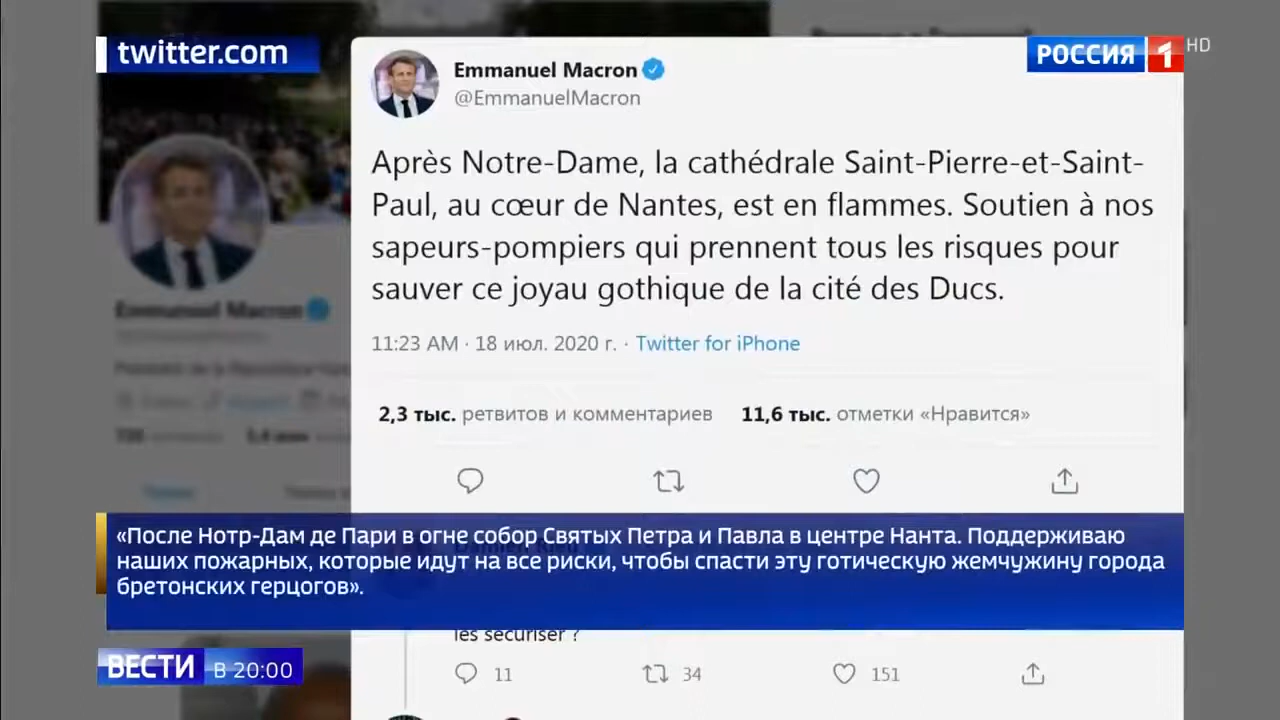 twitter.com
РОССИЯ 1 HD
Emmanuel Macron
@EmmanuelMacron
Après Notre-Dame, la cathédrale Saint-Pierre-et-Saint-
Paul, au cœur de Nantes, est en flammes. Soutien à nos
sapeurs-pompiers qui prennent tous les risques pour
sauver ce joyau gothique de la cité des Ducs.
11:23 AM · 18 июл. 2020 г. · Twitter for iPhone
2,3 тыс. ретвитов и комментариев 11,6 тыс. отметки «Нравится»
Emmanuel Macron
«После Нотр-Дам де Пари в огне собор Святых Петра и Павла в центре Нанта. Поддерживаю
наших пожарных, которые идут на все риски, чтобы спасти эту готическую жемчужину города
бретонских герцогов».
les sécuriser ?
11 34 151
ВЕСТИ В 20:00